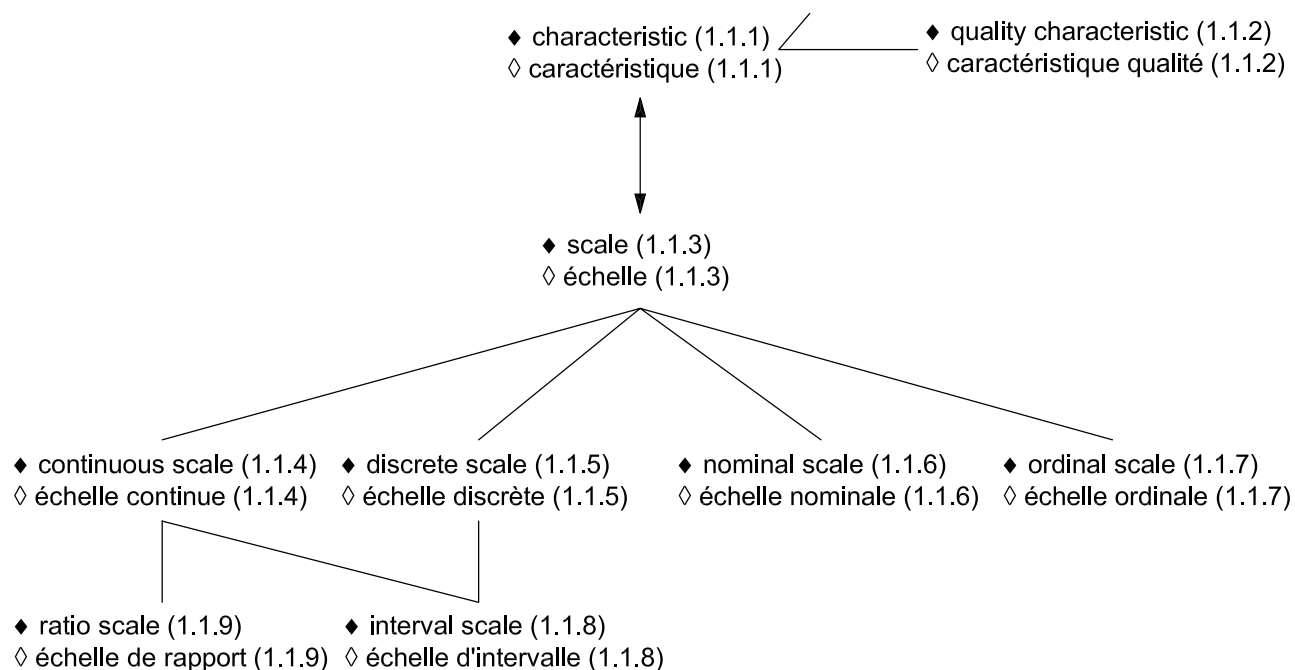 ♦ characteristic (1.1.1)
◊ caractéristique (1.1.1)
♦ quality characteristic (1.1.2)
◊ caractéristique qualité (1.1.2)
♦ scale (1.1.3)
◊ échelle (1.1.3)
♦ continuous scale (1.1.4)
◊ échelle continue (1.1.4)
♦ discrete scale (1.1.5)
◊ échelle discrète (1.1.5)
♦ nominal scale (1.1.6)
◊ échelle nominale (1.1.6)
♦ ordinal scale (1.1.7)
◊ échelle ordinale (1.1.7)
♦ ratio scale (1.1.9)
◊ échelle de rapport (1.1.9)
♦ interval scale (1.1.8)
◊ échelle d'intervalle (1.1.8)